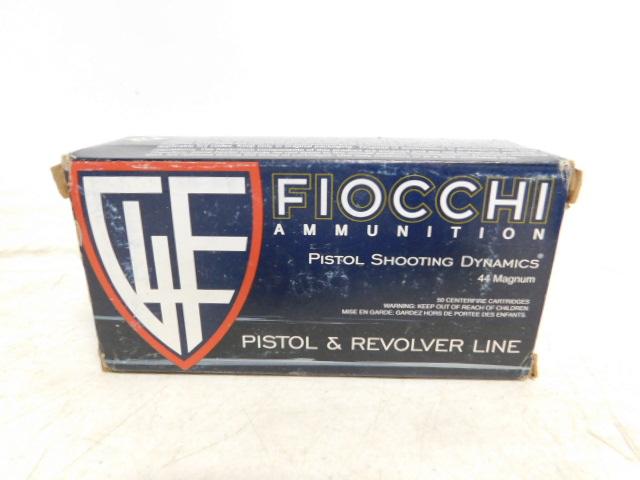 GFL
FIOCCHI
AMMUNITION
PISTOL SHOOTING DYNAMICS®
44 Magnum
50 CENTERFIRE CARTRIDGES
WARNING: KEEP OUT OF REACH OF CHILDREN.
MISE EN GARDE: GARDEZ HORS DE PORTEE DES ENFANTS.
PISTOL & REVOLVER LINE